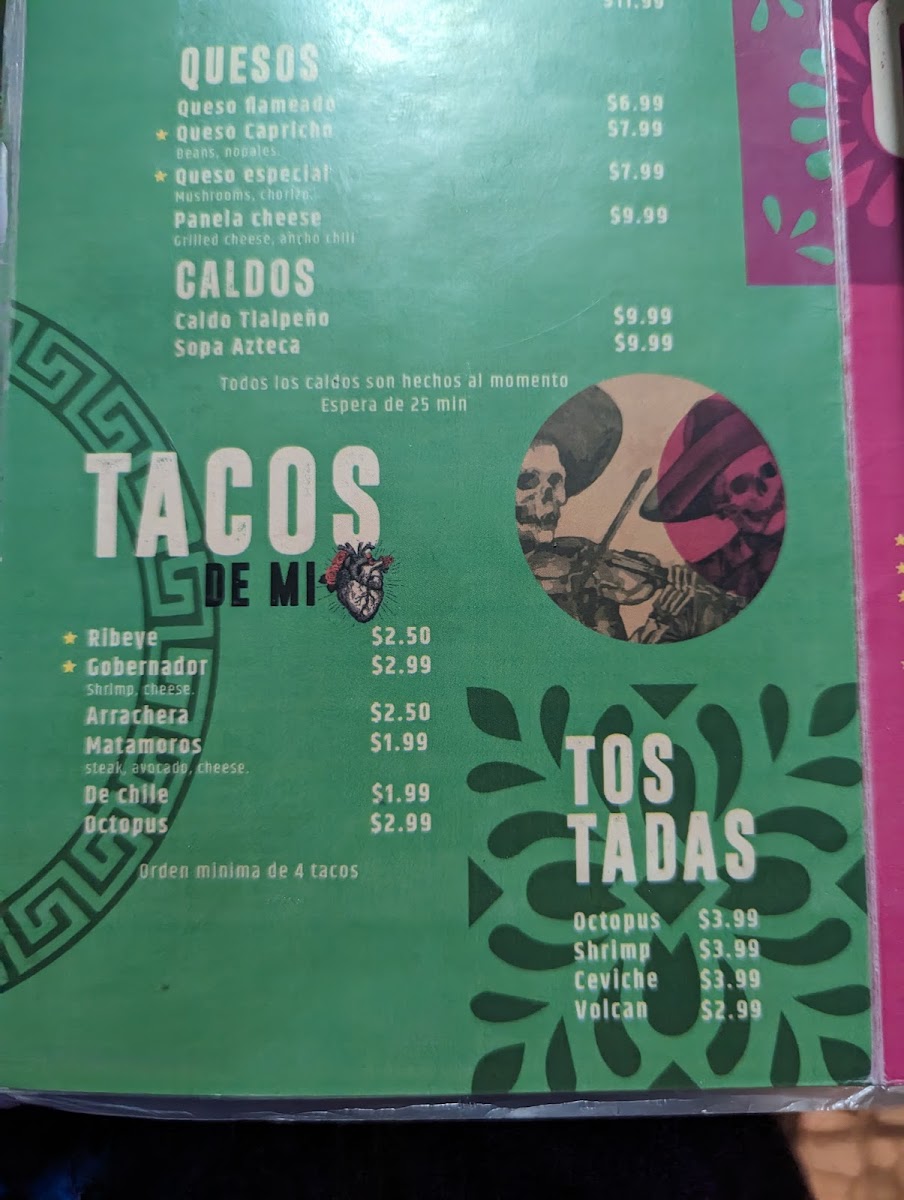 $11.99
QUESOS
Queso flameado $6.99
Queso Capricho $7.99
Beans, nopales.
Queso especial $7.99
Mushrooms, chorizo.
Panela cheese $9.99
Grilled cheese, ancho chili
CALDOS
Caldo Tlalpeño $9.99
Sopa Azteca $9.99
Todos los caldos son hechos al momento
Espera de 25 min
TACOS
DE MI
Ribeye $2.50
Gobernador $2.99
Shrimp, cheese.
Arrachera $2.50
Matamoros $1.99
steak, avocado, cheese.
De chile $1.99
Octopus $2.99
Orden minima de 4 tacos
TOS
TADAS
Octopus $3.99
Shrimp $3.99
Ceviche $3.99
Volcan $2.99